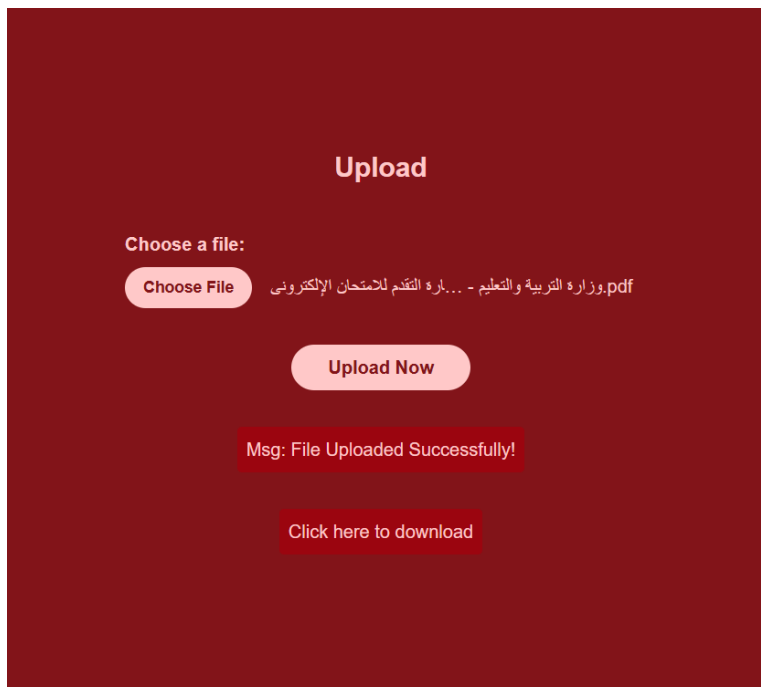 Upload
Choose a file:
Choose File وزارة التربية والتعليم - ...ارة التقدم للامتحان الإلكترونى.pdf
Upload Now
Msg: File Uploaded Successfully!
Click here to download